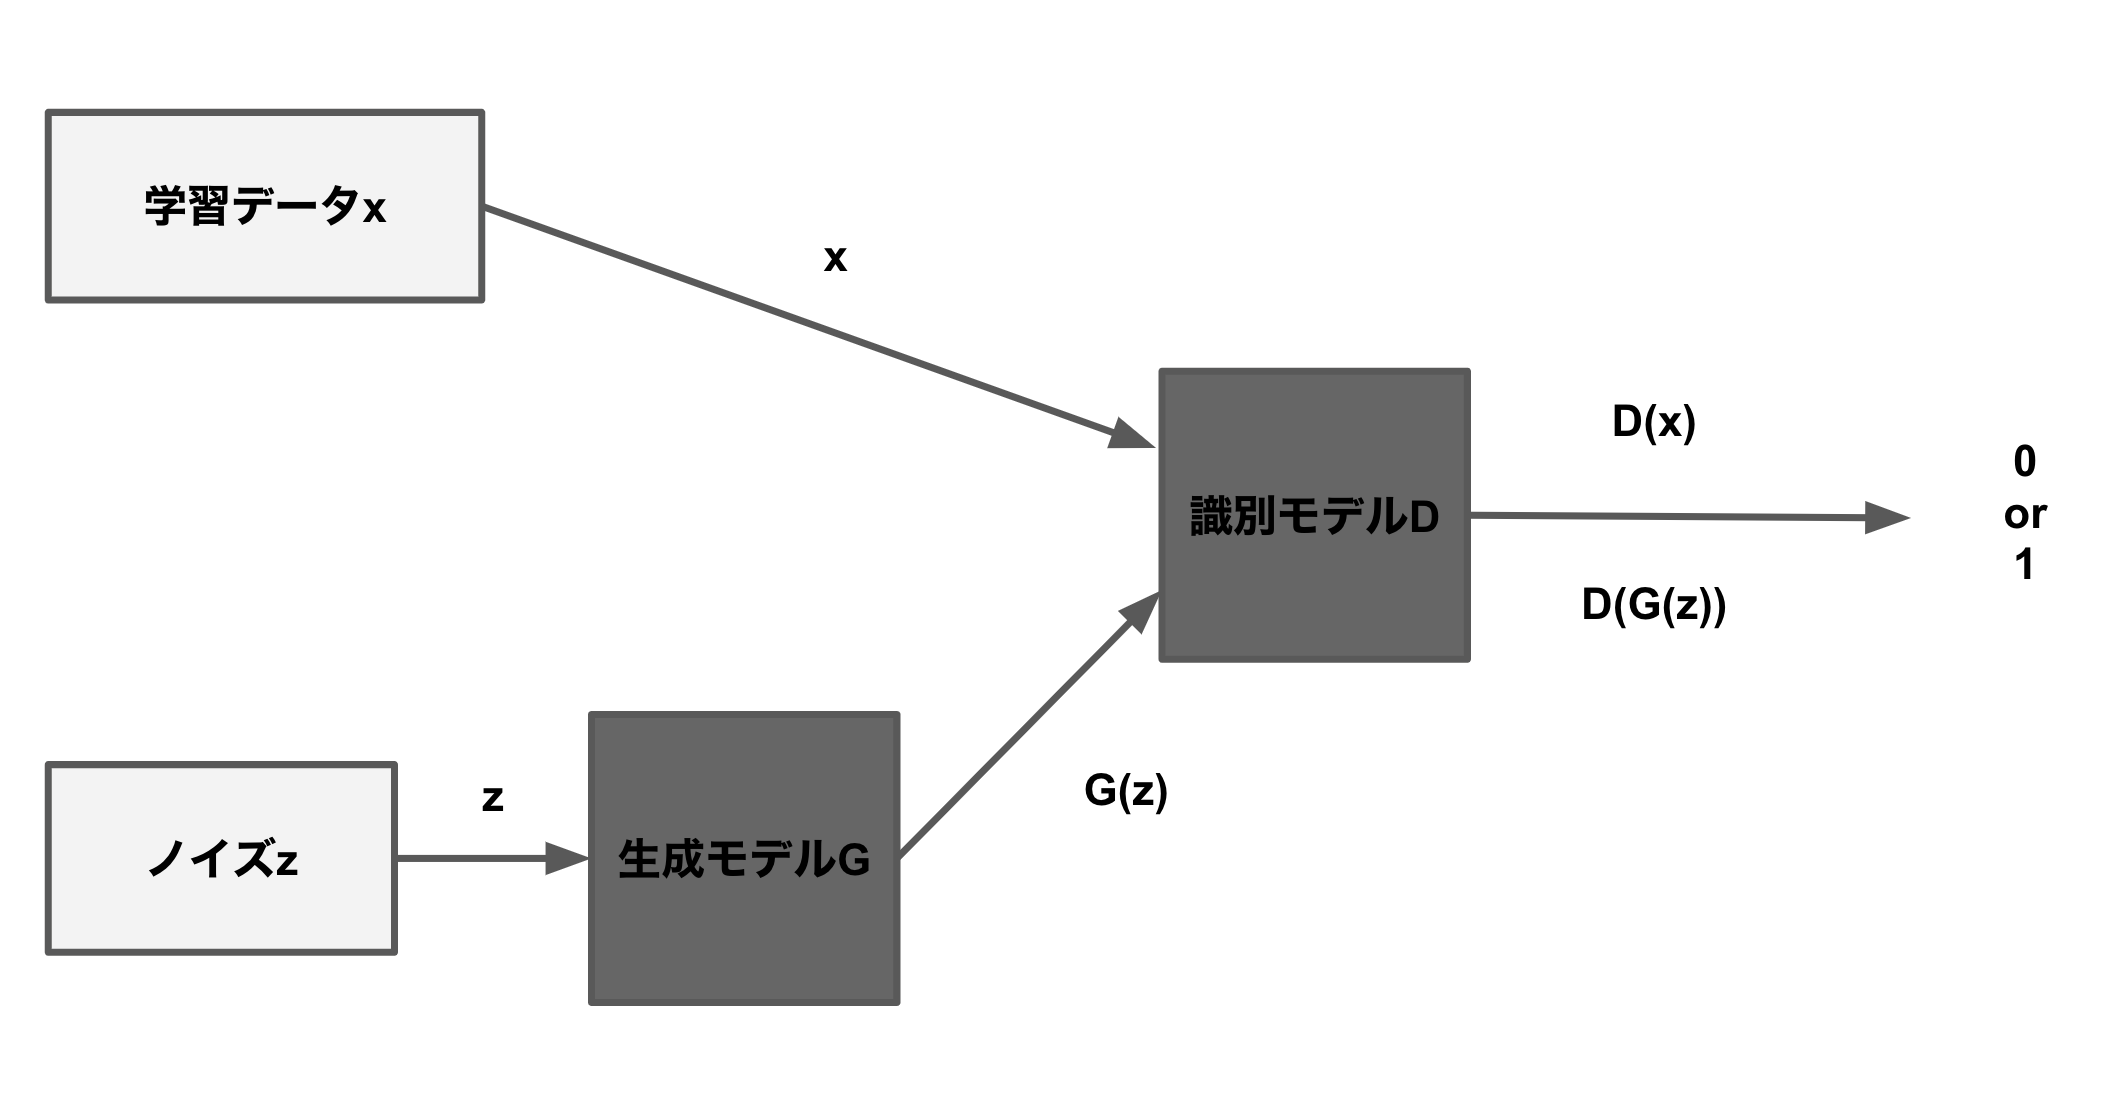 学習データx
x
D(x)
0
or
1
識別モデルD
D(G(z))
z
G(z)
ノイズz
生成モデルG